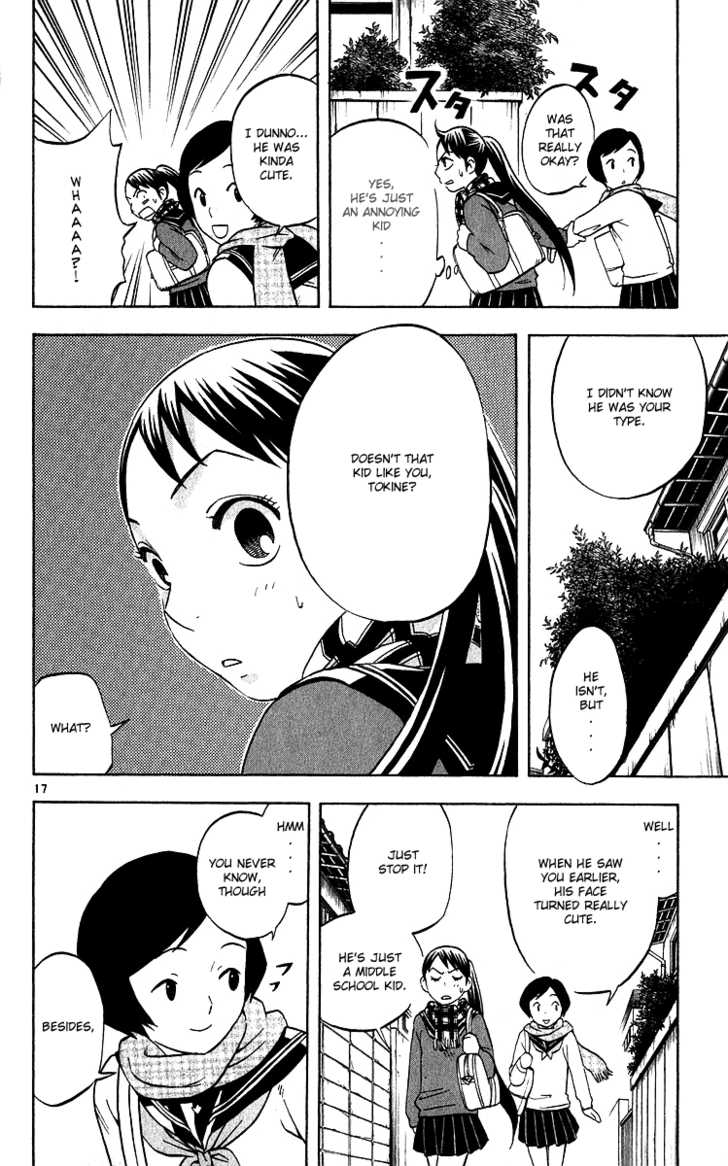 WAS
THAT
REALLY
OKAY?
スタ
スタ
YES,
HE'S JUST
AN ANNOYING
KID
. . .
I DUNNO...
HE WAS
KINDA
CUTE.
WHAAAA?!
I DIDN'T KNOW
HE WAS YOUR
TYPE.
HE
ISN'T,
BUT
. . .
DOESN'T THAT
KID LIKE YOU,
TOKINE?
WHAT?
17
WELL
. . .
WHEN HE SAW
YOU EARLIER,
HIS FACE
TURNED REALLY
CUTE.
JUST
STOP IT!
HE'S JUST
A MIDDLE
SCHOOL KID.
HMM
. . .
YOU NEVER
KNOW,
THOUGH
BESIDES,